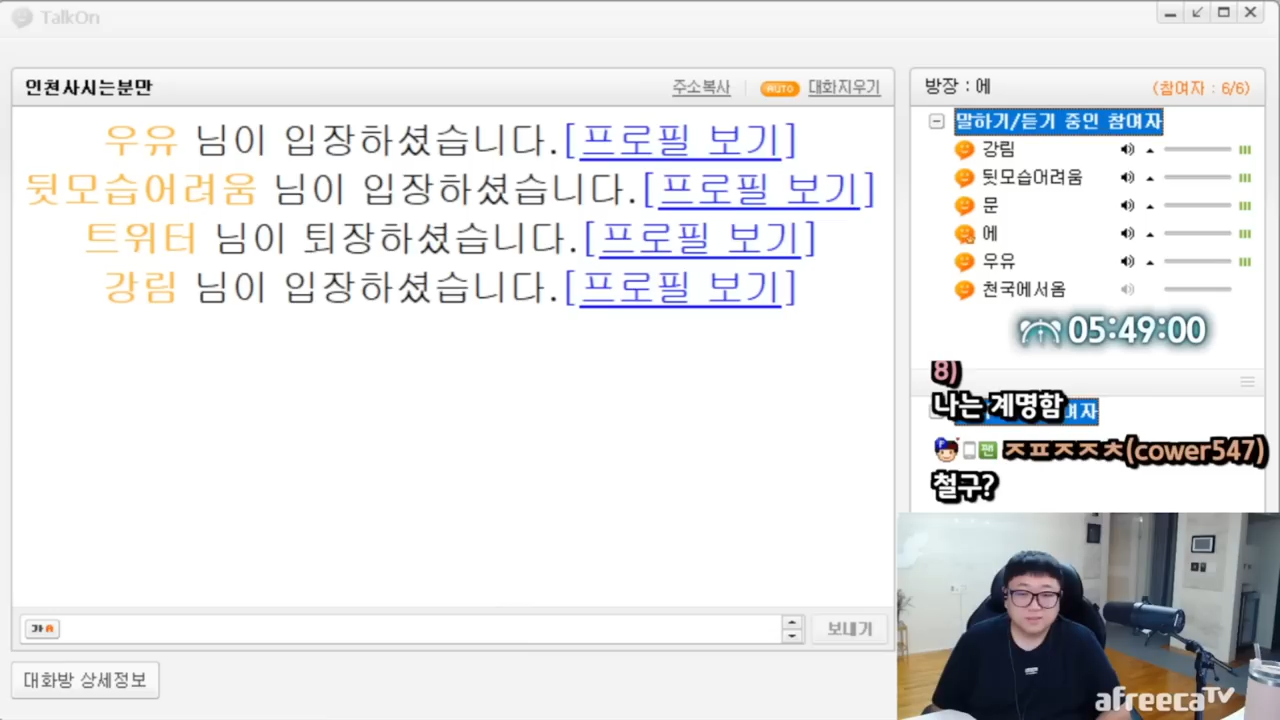 TalkOn
인천사시는분만
주소복사
AUTO
대화지우기
우유 님이 입장하셨습니다.[프로필 보기]
뒷모습어려움 님이 입장하셨습니다.[프로필 보기]
트위터 님이 퇴장하셨습니다.[프로필 보기]
강림 님이 입장하셨습니다.[프로필 보기]
가
보내기
대화방 상세정보
방장 : 에
(참여자 : 6/6)
말하기/듣기 중인 참여자
강림
뒷모습어려움
문
에
우유
천국에서옴
05:49:00
8)
나는 계명함
여자
팬 ㅈㅍㅈㅈㅊ(cower547)
철구?
afreecaTV